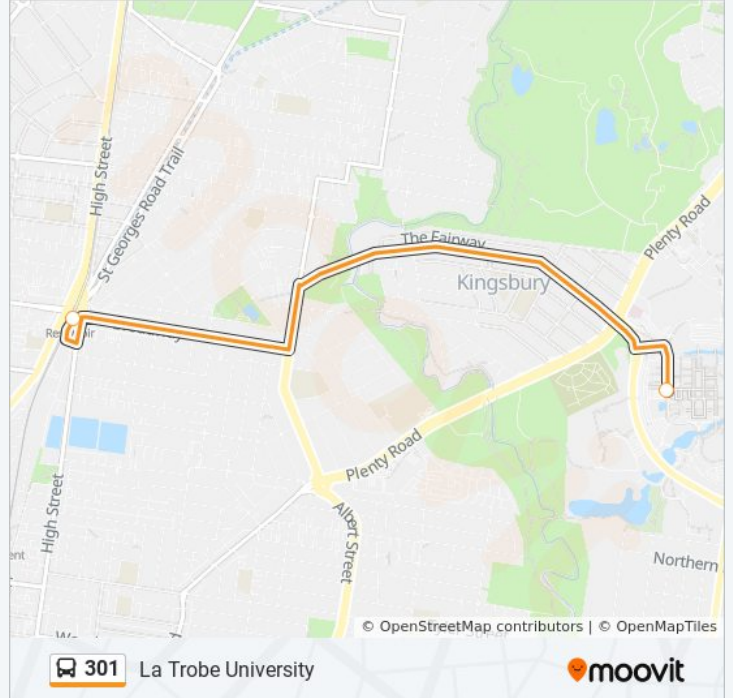 High Street
St Georges Road Trail
The Fairway
Plenty Road
Kingsbury
Plenty Road
High Street
Albert Street
Northern
© OpenStreetMap contributors | © OpenMapTiles
301 La Trobe University
moovit